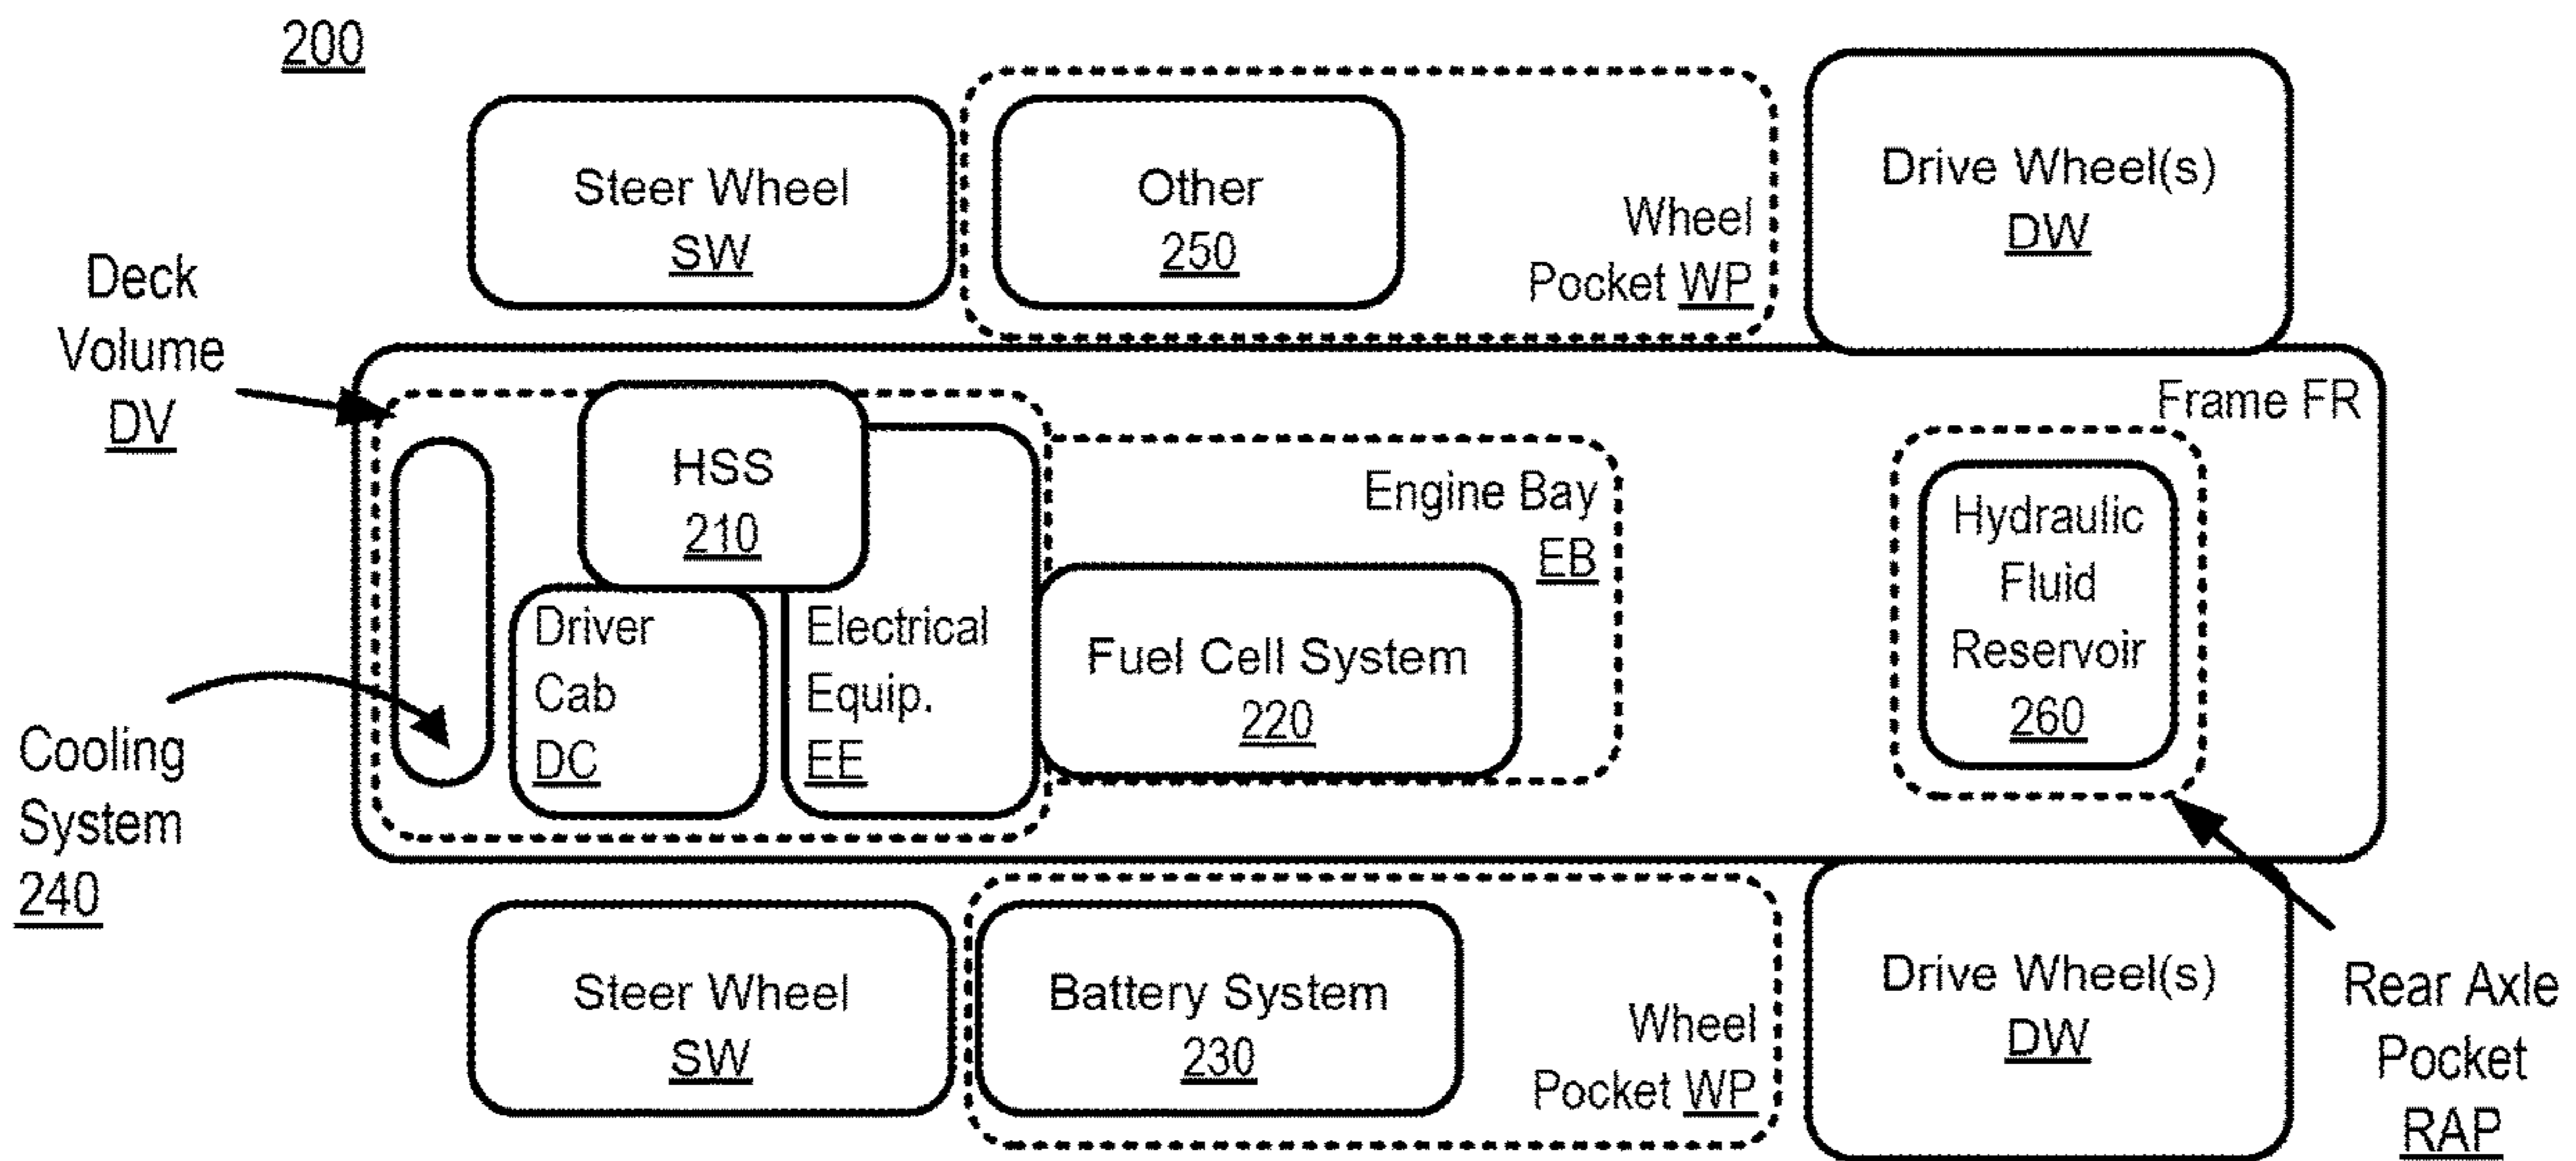 200
Steer Wheel
SW
Other
250
Wheel
Pocket WP
Drive Wheel(s)
DW
Deck
Volume
DV
Frame FR
HSS
210
Driver
Cab
DC
Electrical
Equip.
EE
Engine Bay
EB
Fuel Cell System
220
Hydraulic
Fluid
Reservoir
260
Cooling
System
240
Steer Wheel
SW
Battery System
230
Wheel
Pocket WP
Drive Wheel(s)
DW
Rear Axle
Pocket
RAP